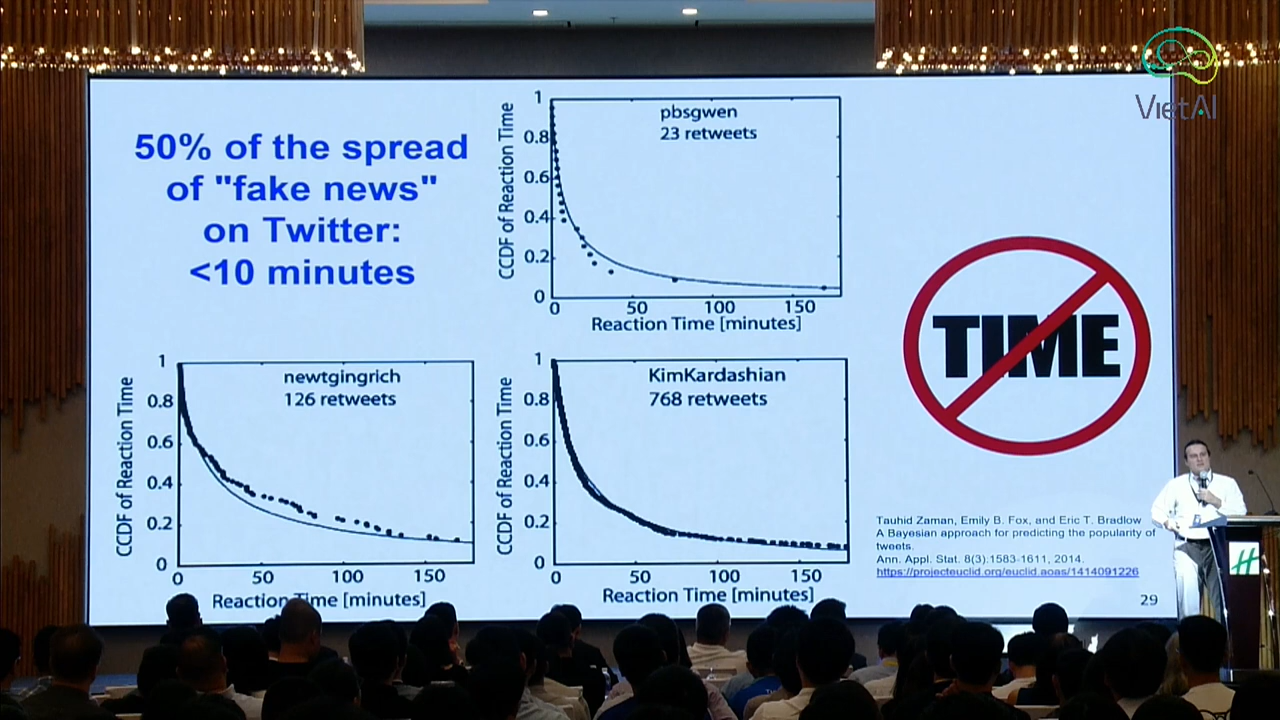 VietAI
50% of the spread
of "fake news"
on Twitter:
<10 minutes
CCDF of Reaction Time
1
0.8
0.6
0.4
0.2
0
pbsgwen
23 retweets
0
50
100
150
Reaction Time [minutes]
CCDF of Reaction Time
1
0.8
0.6
0.4
0.2
0
newtgingrich
126 retweets
0
50
100
150
Reaction Time [minutes]
CCDF of Reaction Time
1
0.8
0.6
0.4
0.2
0
KimKardashian
768 retweets
0
50
100
150
Reaction Time [minutes]
TIME
Tauhid Zaman, Emily B. Fox, and Eric T. Bradlow
A Bayesian approach for predicting the popularity of
tweets.
Ann. Appl. Stat. 8(3):1583-1611, 2014.
https://projecteuclid.org/euclid.aoas/1414091226
29
H